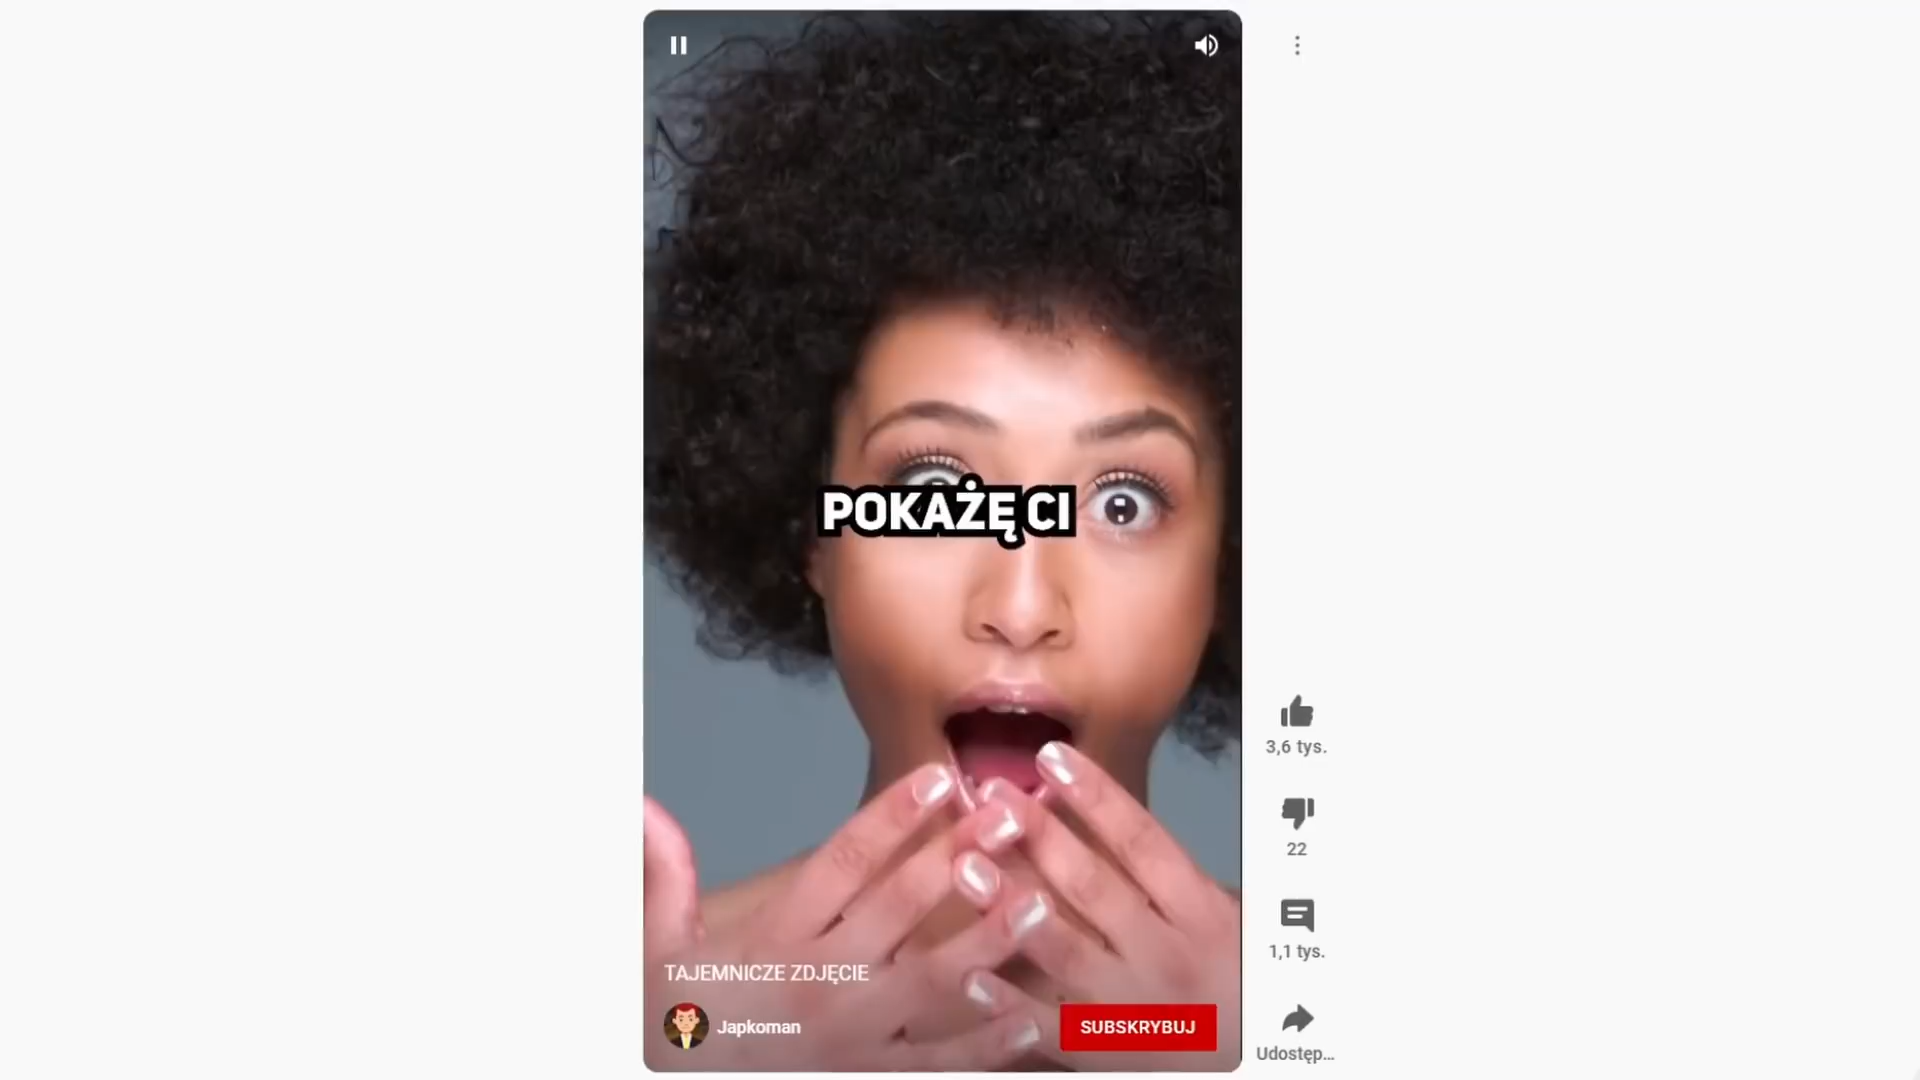 POKAŻĘ CI
3,6 tys.
22
1,1 tys.
TAJEMNICZE ZDJĘCIE
Japkoman
SUBSKRYBUJ
Udostęp...